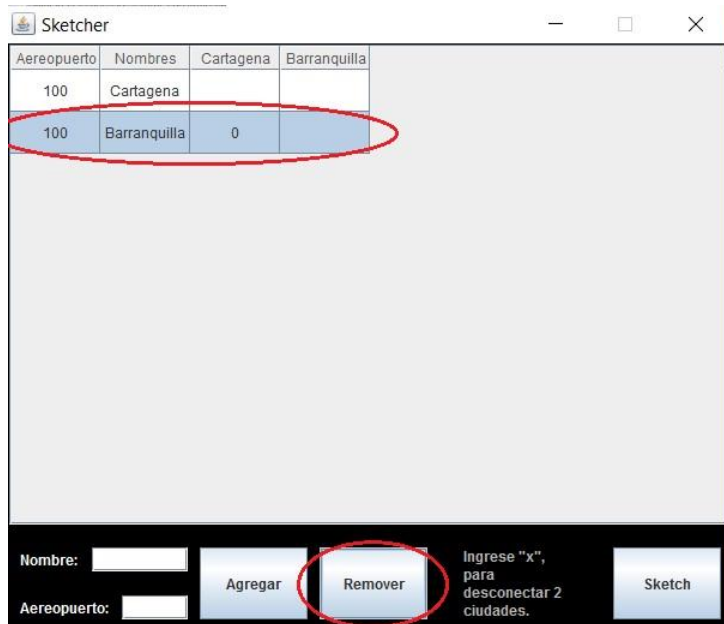 Sketcher
Aereopuerto Nombres Cartagena Barranquilla
100 Cartagena
100 Barranquilla 0
Nombre:
Aereopuerto:
Agregar
Remover
Ingrese "x",
para
desconectar 2
ciudades.
Sketch